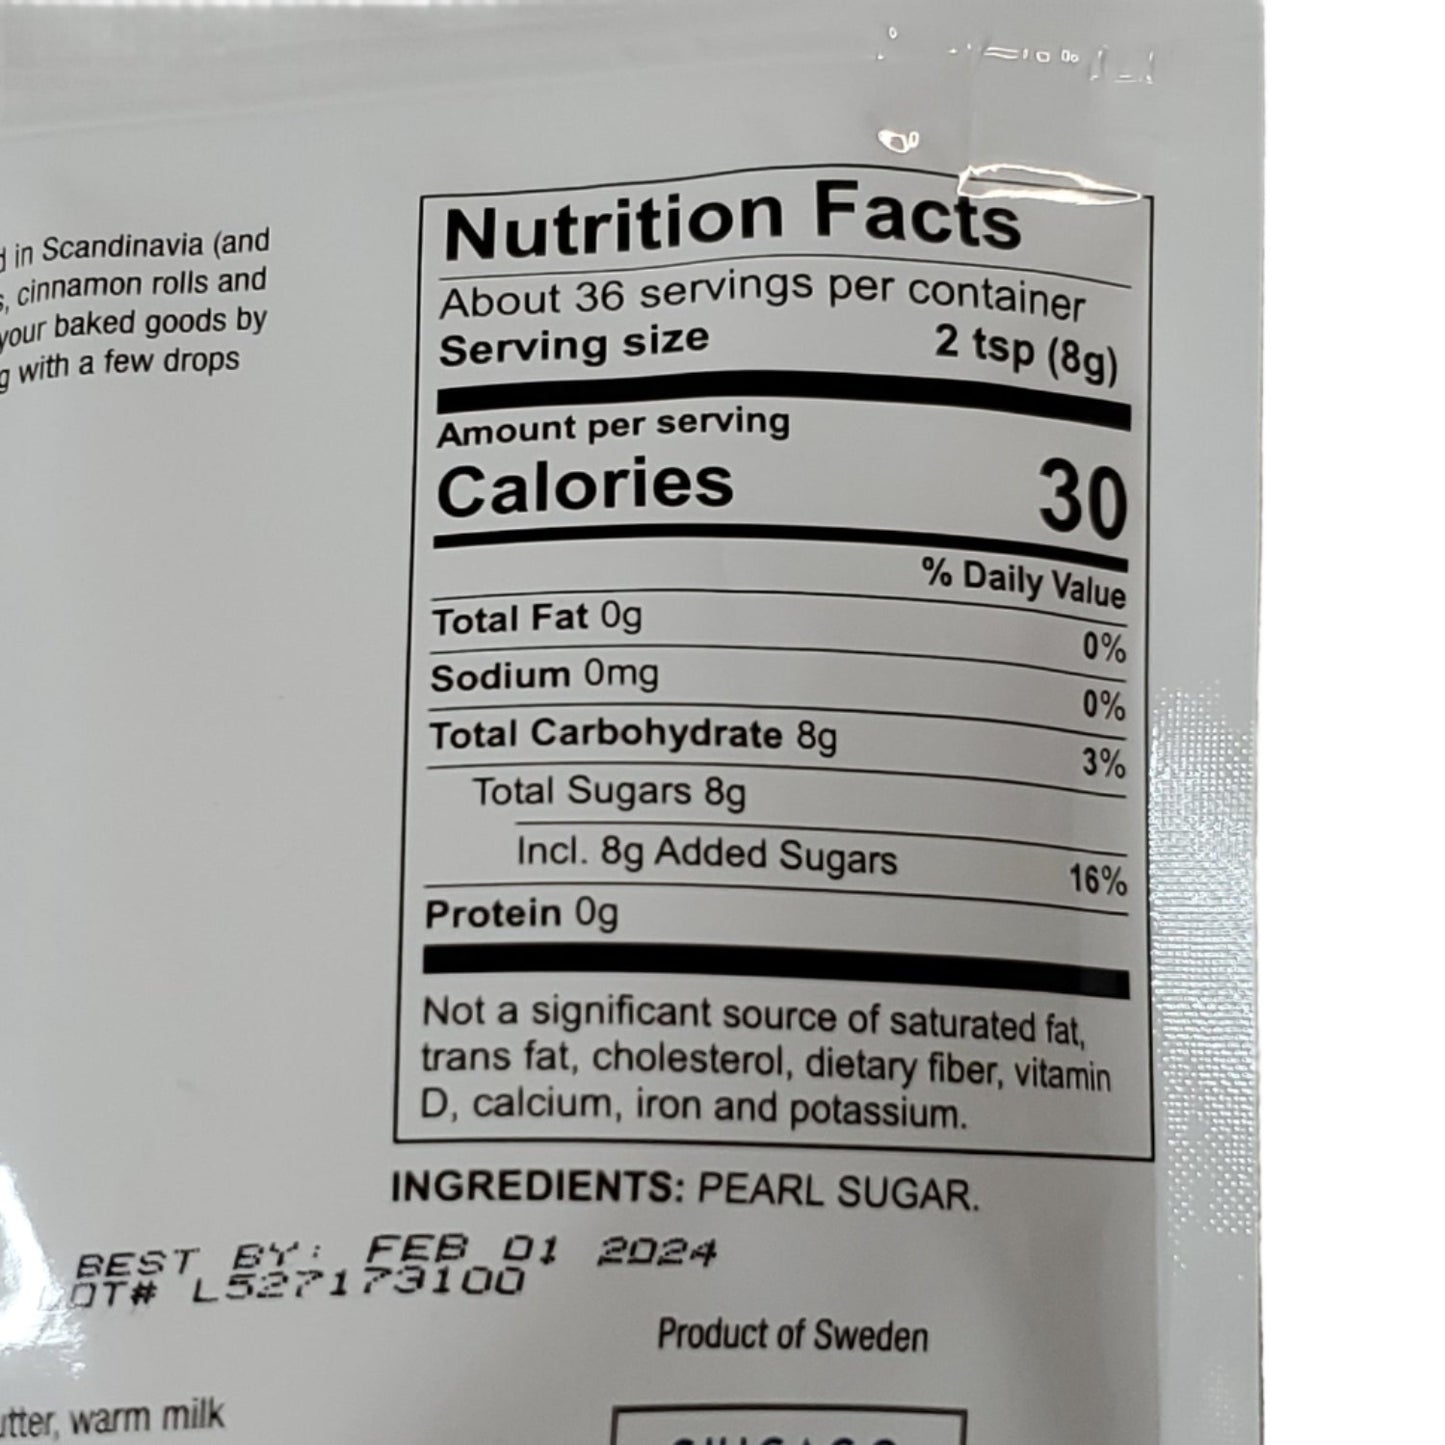 in Scandinavia (and
cinnamon rolls and
your baked goods by
with a few drops
Nutrition Facts
About 36 servings per container
Serving size 2 tsp (8g)
Amount per serving
Calories 30
% Daily Value
Total Fat 0g 0%
Sodium 0mg 0%
Total Carbohydrate 8g 3%
Total Sugars 8g
Incl. 8g Added Sugars 16%
Protein 0g
Not a significant source of saturated fat,
trans fat, cholesterol, dietary fiber, vitamin
D, calcium, iron and potassium.
INGREDIENTS: PEARL SUGAR.
BEST BY: FEB 01 2024
OT# L527173100
Product of Sweden
utter, warm milk